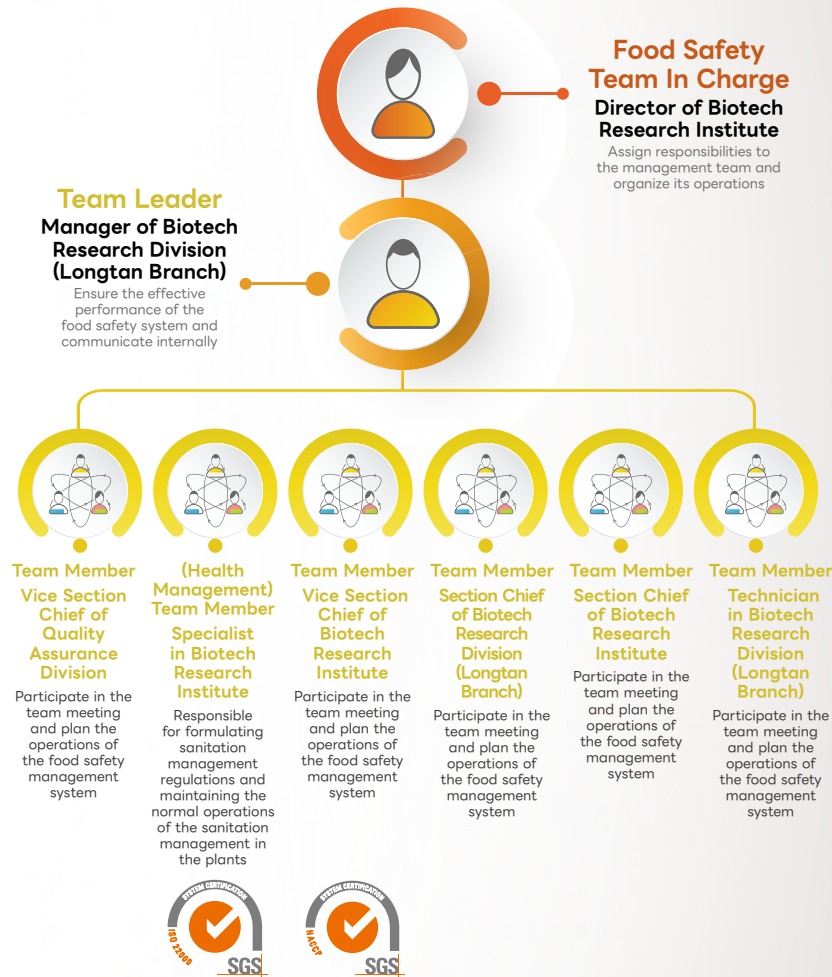 Food Safety
Team In Charge
Director of Biotech
Research Institute
Assign responsibilities to
the management team and
organize its operations
Team Leader
Manager of Biotech
Research Division
(Longtan Branch)
Ensure the effective
performance of the
food safety system and
communicate internally
Team Member
Vice Section
Chief of
Quality
Assurance
Division
Participate in the
team meeting
and plan the
operations of
the food safety
management
system
(Health
Management)
Team Member
Specialist
in Biotech
Research
Institute
Responsible
for formulating
sanitation
management
regulations and
maintaining the
normal operations
of the sanitation
management in
the plants
Team Member
Vice Section
Chief of
Biotech
Research
Institute
Participate in the
team meeting
and plan the
operations of
the food safety
management
system
Team Member
Section Chief
of Biotech
Research
Division
(Longtan
Branch)
Participate in the
team meeting
and plan the
operations of
the food safety
management
system
Team Member
Section Chief
of Biotech
Research
Institute
Participate in the
team meeting
and plan the
operations of
the food safety
management
system
Team Member
Technician
in Biotech
Research
Division
(Longtan
Branch)
Participate in the
team meeting
and plan the
operations of
the food safety
management
system
SYSTEM CERTIFICATION
ISO 22000
SGS
SYSTEM CERTIFICATION
HACCP
SGS